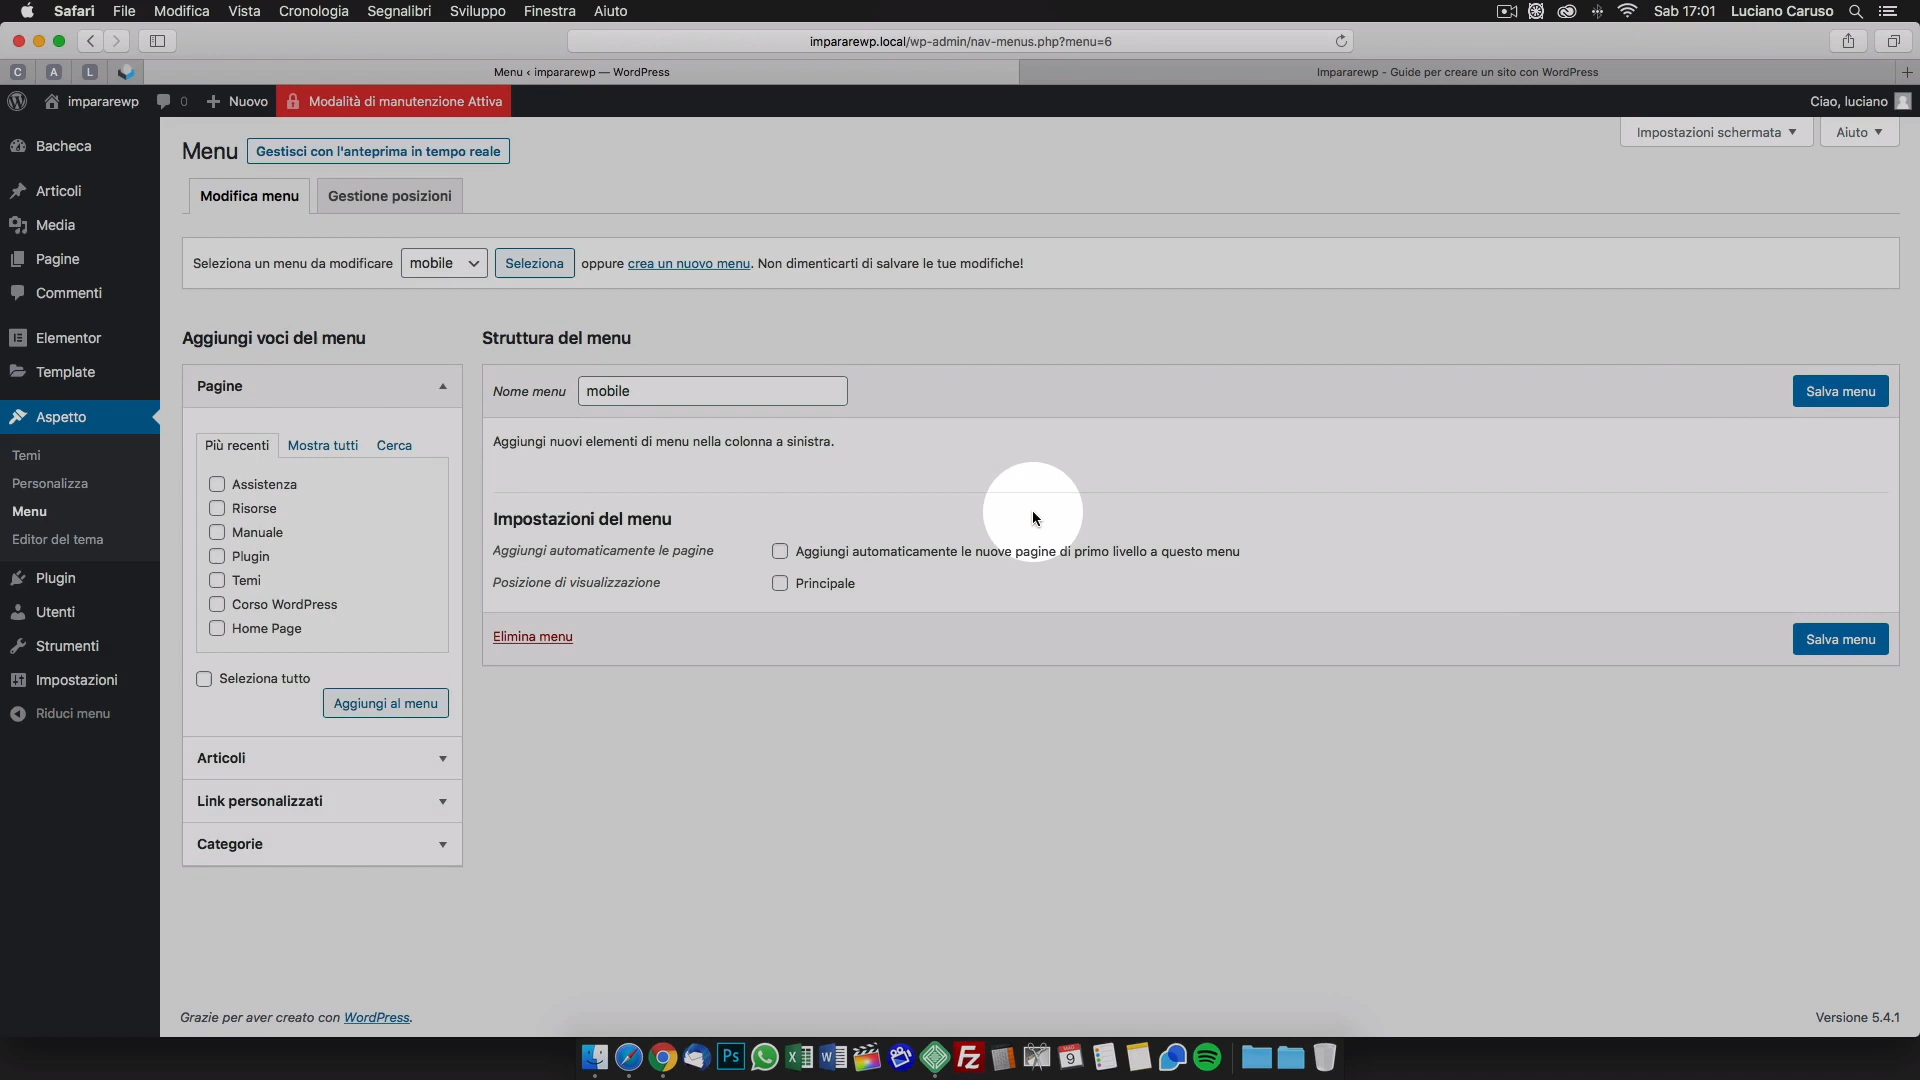 Safari File Modifica Vista Cronologia Segnalibri Sviluppo Finestra Aiuto Sab 17:01 Luciano Caruso
impararewp.local/wp-admin/nav-menus.php?menu=6
C A L Menu ‹ impararewp — WordPress Impararewp - Guide per creare un sito con WordPress
impararewp 0 Nuovo Modalità di manutenzione Attiva Ciao, luciano
Impostazioni schermata Aiuto
Bacheca
Articoli
Media
Pagine
Commenti
Elementor
Template
Aspetto
Temi
Personalizza
Menu
Editor del tema
Plugin
Utenti
Strumenti
Impostazioni
Riduci menu
Menu Gestisci con l'anteprima in tempo reale
Modifica menu Gestione posizioni
Seleziona un menu da modificare mobile Seleziona oppure crea un nuovo menu. Non dimenticarti di salvare le tue modifiche!
Aggiungi voci del menu
Pagine
Più recenti Mostra tutti Cerca
Assistenza
Risorse
Manuale
Plugin
Temi
Corso WordPress
Home Page
Seleziona tutto
Aggiungi al menu
Articoli
Link personalizzati
Categorie
Struttura del menu
Nome menu mobile Salva menu
Aggiungi nuovi elementi di menu nella colonna a sinistra.
Impostazioni del menu
Aggiungi automaticamente le pagine Aggiungi automaticamente le nuove pagine di primo livello a questo menu
Posizione di visualizzazione Principale
Elimina menu Salva menu
Grazie per aver creato con WordPress. Versione 5.4.1
Ps FZ 9